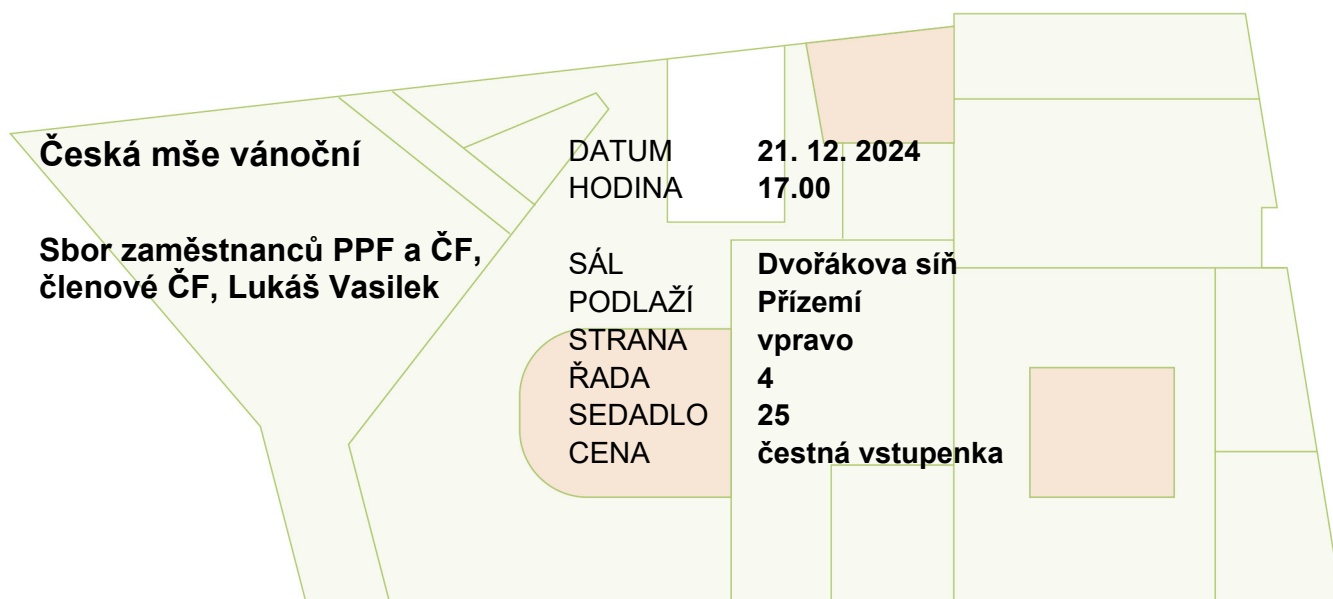 Česká mše vánoční
Sbor zaměstnanců PPF a ČF,
členové ČF, Lukáš Vasilek
DATUM 21. 12. 2024
HODINA 17.00
SÁL Dvořákova síň
PODLAŽÍ Přízemí
STRANA vpravo
ŘADA 4
SEDADLO 25
CENA čestná vstupenka